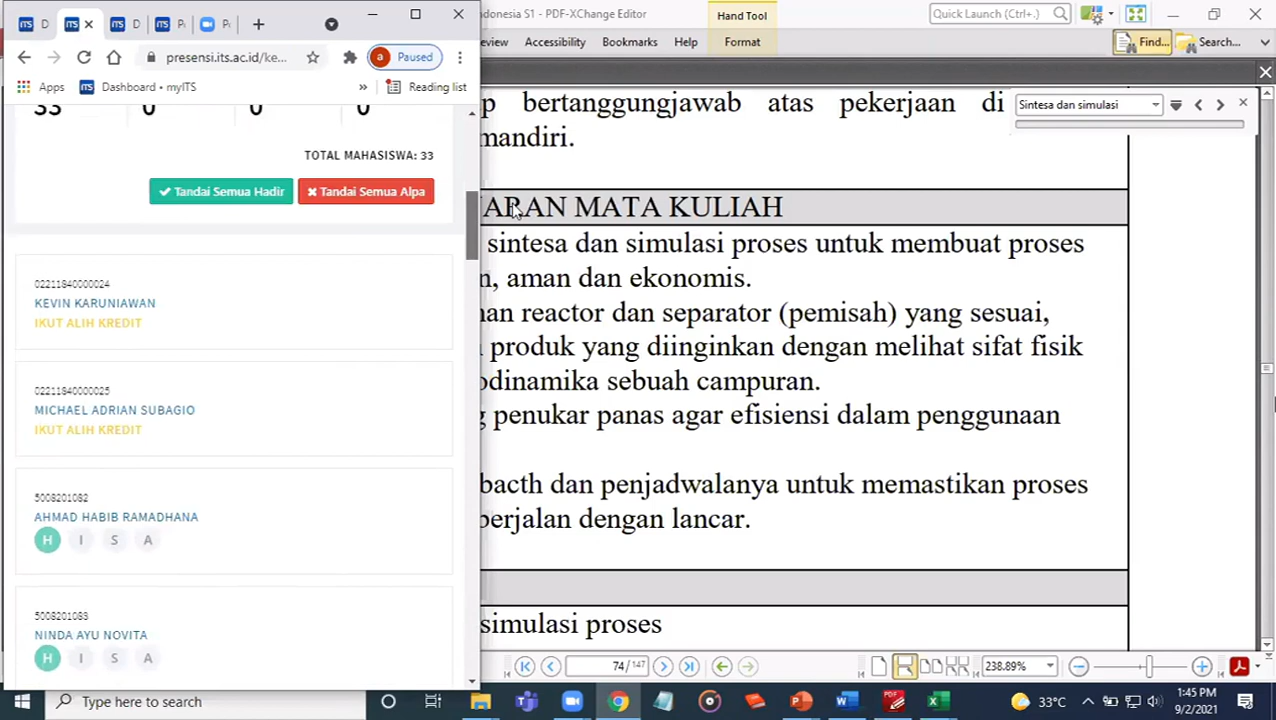 ndonesia S1 - PDF-XChange Editor
Hand Tool
Quick Launch (Ctrl+.)
D
ITS
D
Pr
Pr
presensi.its.ac.id/ke...
a Paused
Apps
ITS Dashboard - myITS
»
Reading list
eview Accessibility Bookmarks Help Format
Find...
Search...
33 0 0 0
TOTAL MAHASISWA: 33
Tandai Semua Hadir
Tandai Semua Alpa
02211840000024
KEVIN KARUNIAWAN
IKUT ALIH KREDIT
02211840000025
MICHAEL ADRIAN SUBAGIO
IKUT ALIH KREDIT
5008201082
AHMAD HABIB RAMADHANA
H I S A
5008201083
NINDA AYU NOVITA
H I S A
Sintesa dan simulasi
p bertanggungjawab atas pekerjaan di
mandiri.
ARAN MATA KULIAH
sintesa dan simulasi proses untuk membuat proses
n, aman dan ekonomis.
nan reactor dan separator (pemisah) yang sesuai,
produk yang diinginkan dengan melihat sifat fisik
odinamika sebuah campuran.
g penukar panas agar efisiensi dalam penggunaan
bacth dan penjadwalanya untuk memastikan proses
berjalan dengan lancar.
simulasi proses
74 /147
238.89%
Type here to search
33°C
1:45 PM
9/2/2021